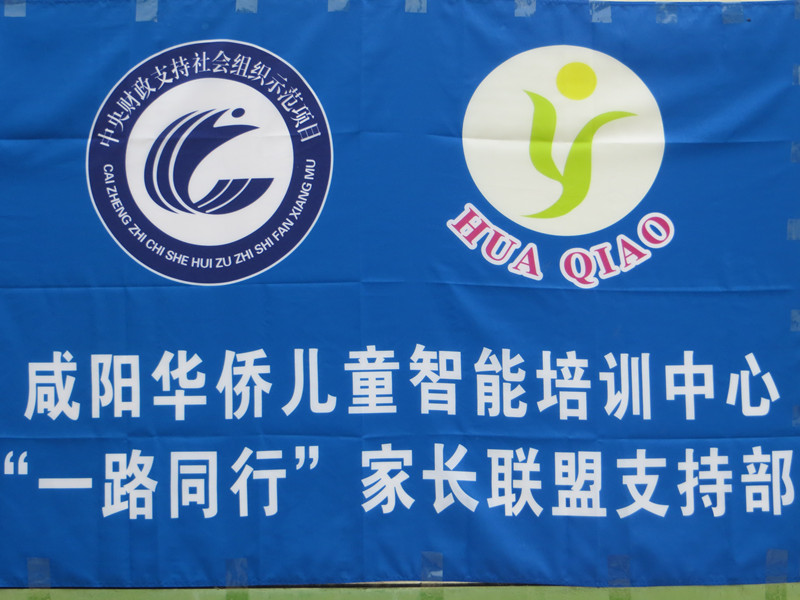 中央财政支持社会组织示范项目
CAI ZHENG ZHI CHI SHE HUI ZU ZHI SHI FAN XIANG MU
HUA QIAO
咸阳华侨儿童智能培训中心
“一路同行”家长联盟支持部